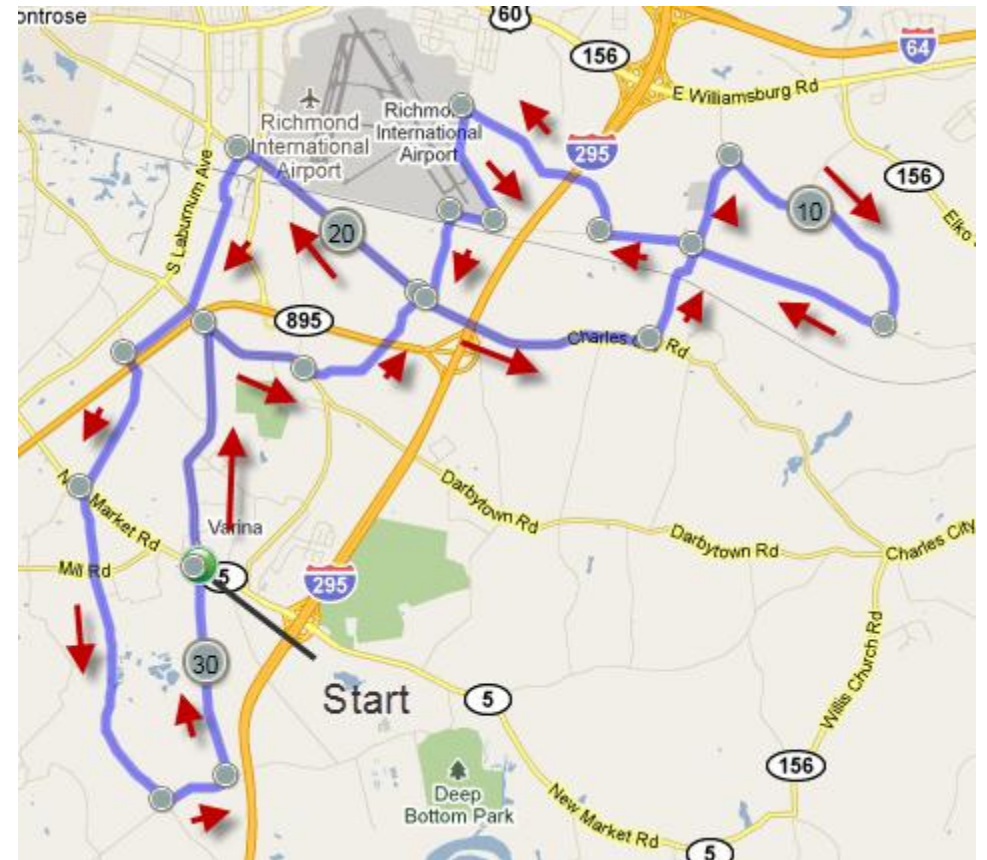 ontrose
60
156
64
E Williamsburg Rd
Richmond
International
Airport
Richmo
International
Airport
295
156
Elko
S Laburnum Ave
20
10
895
Charles C
Rd
N
Market Rd
Varina
Mill Rd
5
295
Darbytown Rd
Darbytown Rd
Charles City
30
Start
5
Willis Church Rd
156
Deep
Bottom Park
New Market Rd
5